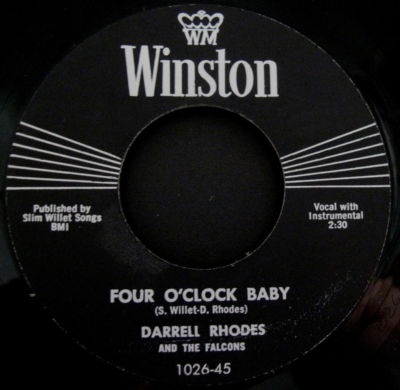 WM
Winston
Published by
Slim Willet Songs
BMI
Vocal with
Instrumental
2:30
FOUR O'CLOCK BABY
(S. Willet-D. Rhodes)
DARRELL RHODES
AND THE FALCONS
1026-45